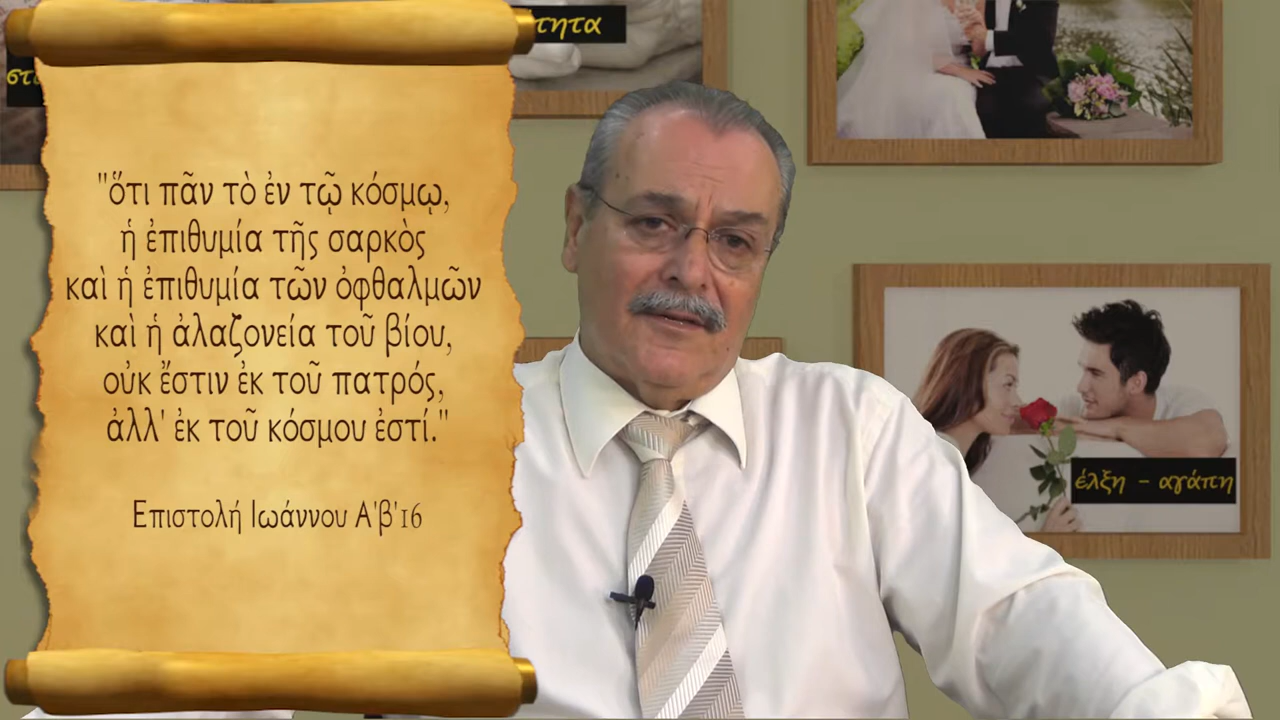 "ὅτι πᾶν τὸ ἐν τῷ κόσμῳ,
ἡ ἐπιθυμία τῆς σαρκὸς
καὶ ἡ ἐπιθυμία τῶν ὀφθαλμῶν
καὶ ἡ ἀλαζονεία τοῦ βίου,
οὐκ ἔστιν ἐκ τοῦ πατρός,
ἀλλ' ἐκ τοῦ κόσμου ἐστί."
Επιστολή Ιωάννου Α'β'16
έλξη - αγάπη